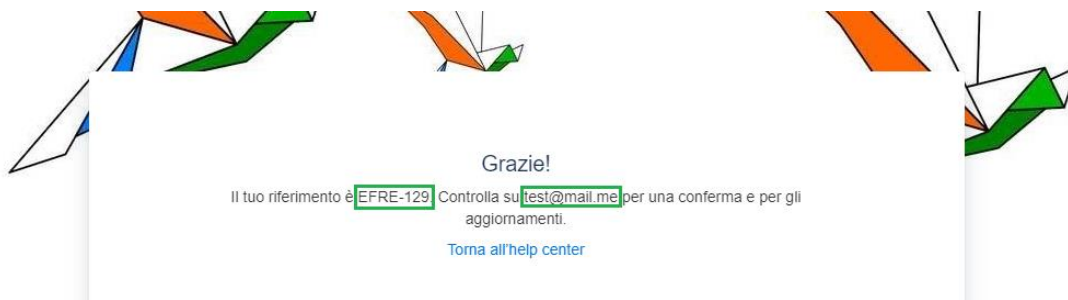 Grazie!
Il tuo riferimento è EFRE-129. Controlla su test@mail.me per una conferma e per gli
aggiornamenti.
Torna all'help center